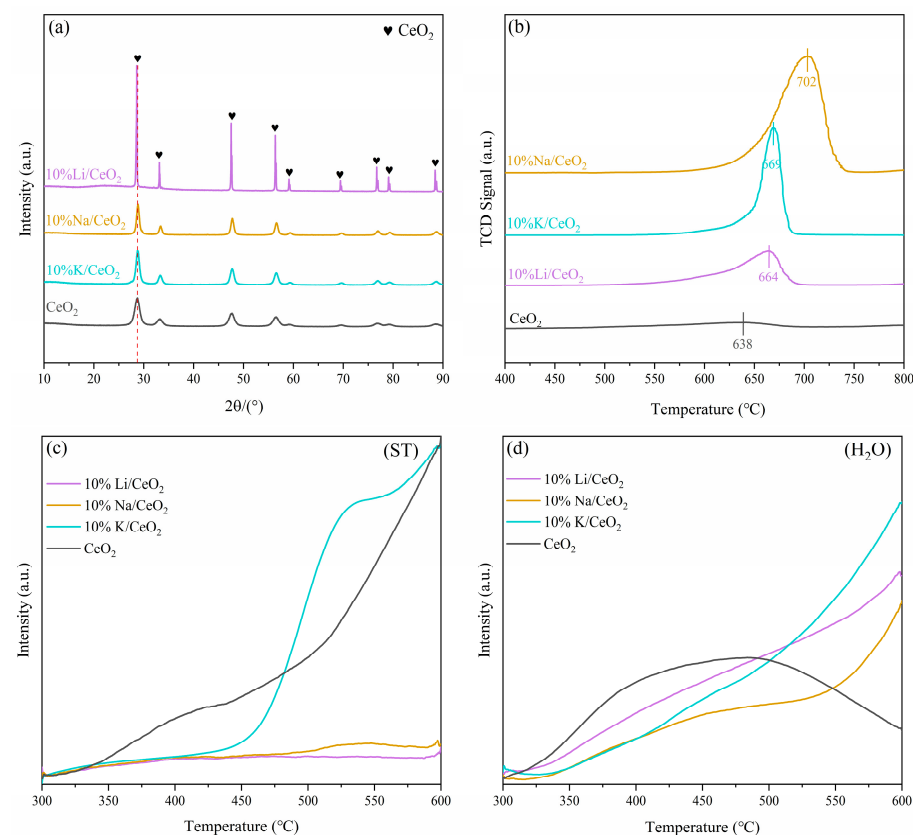 (a)
♥ CeO₂
Intensity (a.u.)
10%Li/CeO₂
10%Na/CeO₂
10%K/CeO₂
CeO₂
10 20 30 40 50 60 70 80 90
2θ/(°)
(b)
TCD Signal (a.u.)
702
10%Na/CeO₂
669
10%K/CeO₂
10%Li/CeO₂
664
CeO₂
638
400 450 500 550 600 650 700 750 800
Temperature (℃)
(c)
(ST)
10% Li/CeO₂
10% Na/CeO₂
10% K/CeO₂
CeO₂
Intensity (a.u.)
300 350 400 450 500 550 600
Temperature (℃)
(d)
(H₂O)
10% Li/CeO₂
10% Na/CeO₂
10% K/CeO₂
CeO₂
Intensity (a.u.)
300 350 400 450 500 550 600
Temperature (℃)